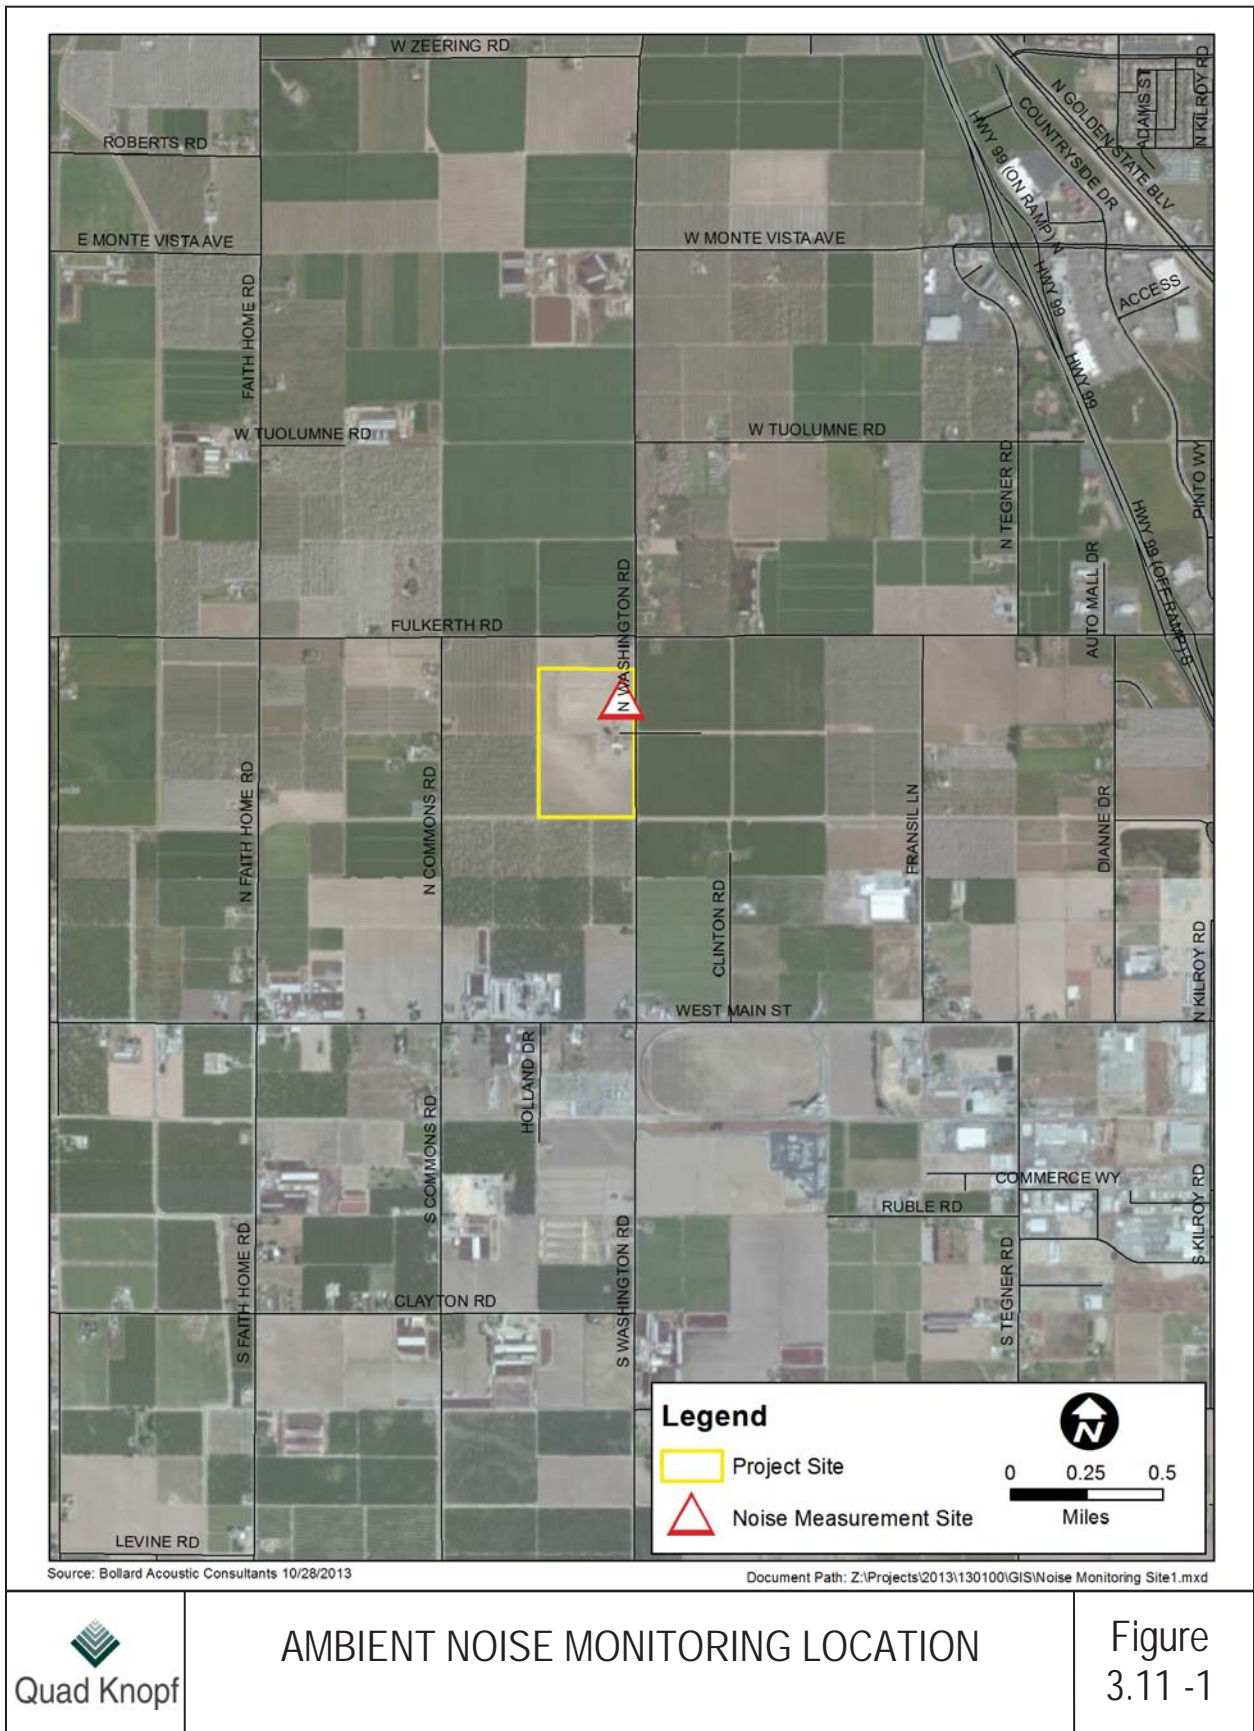 W ZEERING RD
N GOLDEN STATE BLV
ADAMS ST
N KILROY RD
COUNTRYSIDE DR
HWY 99 (ON RAMP) N
ROBERTS RD
E MONTE VISTA AVE
W MONTE VISTA AVE
ACCESS
HWY 99
FAITH HOME RD
HWY 99
W TUOLUMNE RD
W TUOLUMNE RD
N TEGNER RD
PINTO WY
HWY 99 (OFF RAMP) S
AUTO MALL DR
FULKERTH RD
N WASHINGTON RD
N FAITH HOME RD
N COMMONS RD
FRANSIL LN
DIANNE DR
CLINTON RD
N KILROY RD
WEST MAIN ST
HOLLAND DR
S COMMONS RD
COMMERCE WY
RUBLE RD
S KILROY RD
S FAITH HOME RD
S WASHINGTON RD
S TEGNER RD
CLAYTON RD
LEVINE RD
Legend
N
Project Site
0 0.25 0.5
Miles
Noise Measurement Site
Source: Bollard Acoustic Consultants 10/28/2013
Document Path: Z:\Projects\2013\130100\GIS\Noise Monitoring Site1.mxd
Quad Knopf
AMBIENT NOISE MONITORING LOCATION
Figure
3.11 -1